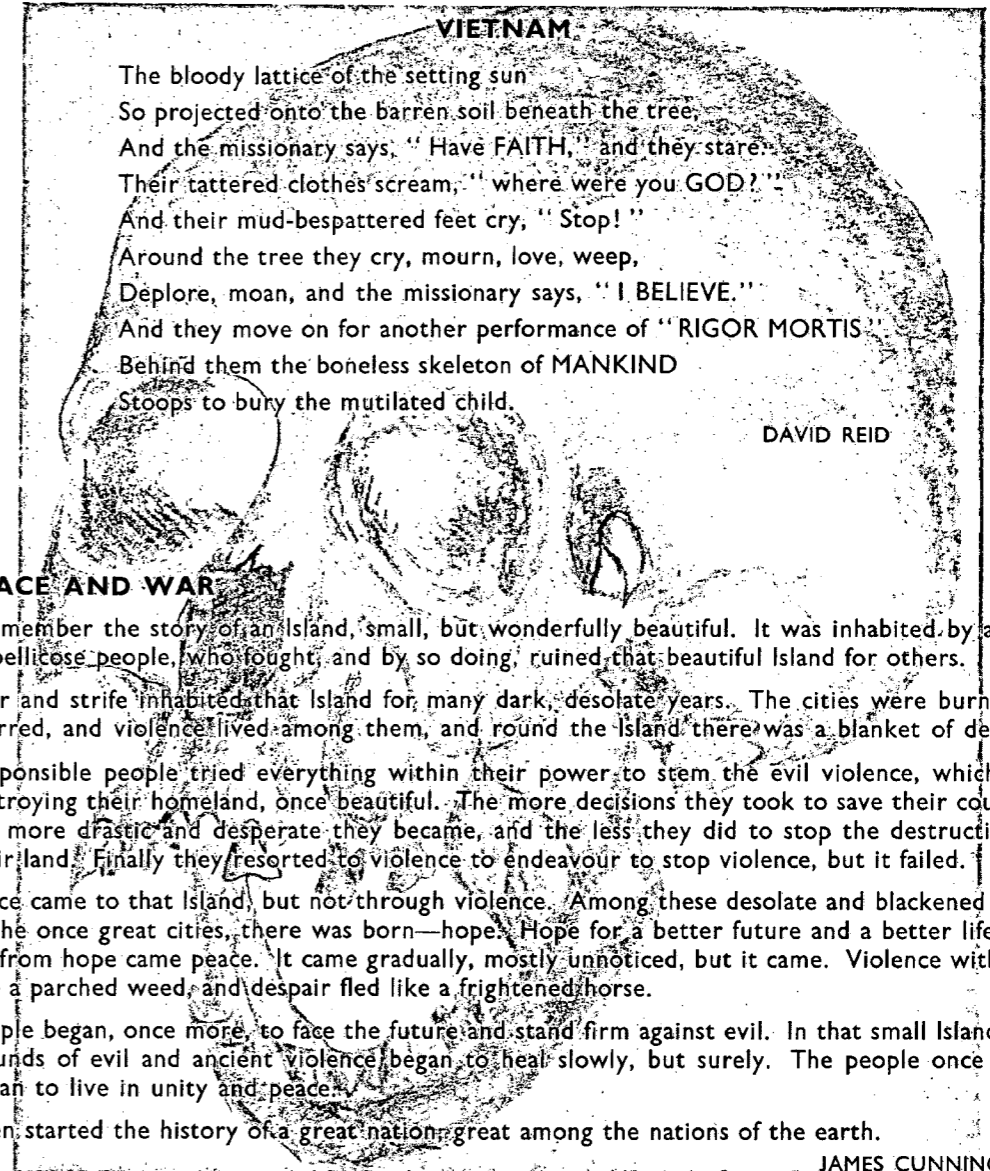 VIETNAM
The bloody lattice of the setting sun
So projected onto the barren soil beneath the tree,
And the missionary says, “ Have FAITH,” and they stare.
Their tattered clothes scream, “ where were you GOD? ”
And their mud-bespattered feet cry, “ Stop! ”
Around the tree they cry, mourn, love, weep,
Deplore, moan, and the missionary says, “ I BELIEVE.”
And they move on for another performance of “ RIGOR MORTIS ”.
Behind them the boneless skeleton of MANKIND
Stoops to bury the mutilated child.
DAVID REID
ACE AND WAR
member the story of an Island, small, but wonderfully beautiful. It was inhabited by a
bellicose people, who fought, and by so doing, ruined that beautiful Island for others.
r and strife inhabited that Island for many dark, desolate years. The cities were burn
rred, and violence lived among them, and round the Island there was a blanket of de
ponsible people tried everything within their power to stem the evil violence, which
troying their homeland, once beautiful. The more decisions they took to save their cou
more drastic and desperate they became, and the less they did to stop the destructi
ir land. Finally they resorted to violence to endeavour to stop violence, but it failed.
ce came to that Island, but not through violence. Among these desolate and blackened
he once great cities, there was born—hope. Hope for a better future and a better life
from hope came peace. It came gradually, mostly unnoticed, but it came. Violence with
a parched weed, and despair fled like a frightened horse.
ple began, once more, to face the future and stand firm against evil. In that small Island
unds of evil and ancient violence began to heal slowly, but surely. The people once
an to live in unity and peace.
en started the history of a great nation, great among the nations of the earth.
JAMES CUNNING